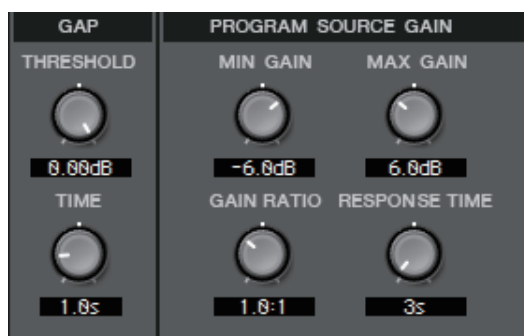 GAP
PROGRAM SOURCE GAIN
THRESHOLD
MIN GAIN
MAX GAIN
0.00dB
-6.0dB
6.0dB
TIME
GAIN RATIO
RESPONSE TIME
1.0s
1.0:1
3s